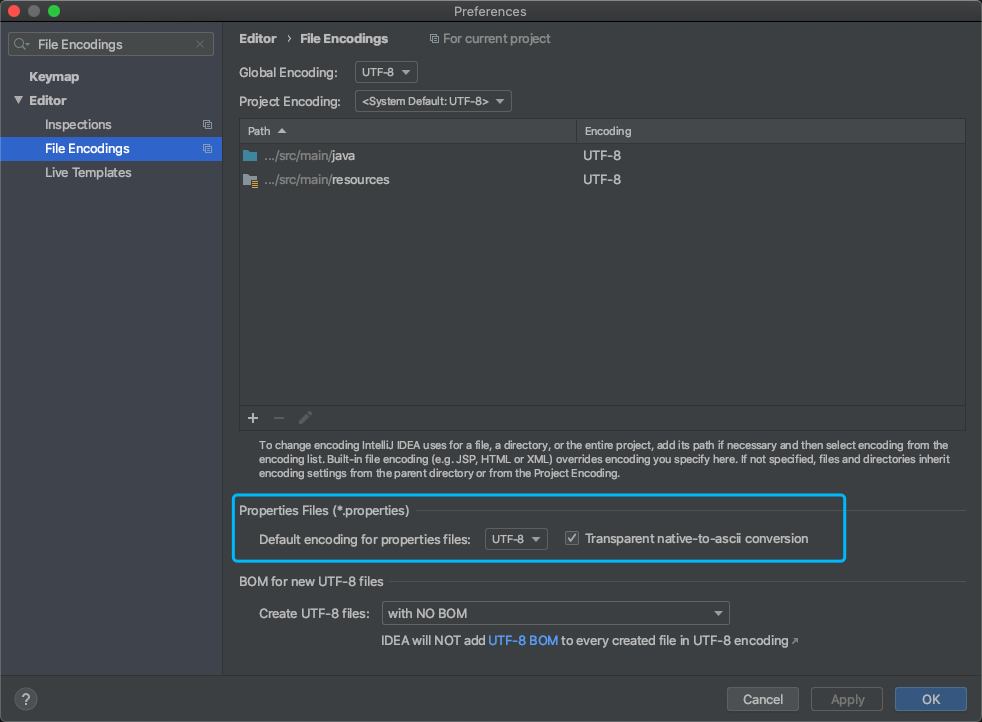 Preferences
File Encodings
Keymap
Editor
Inspections
File Encodings
Live Templates
Editor › File Encodings For current project
Global Encoding: UTF-8
Project Encoding: <System Default: UTF-8>
Path Encoding
.../src/main/java UTF-8
.../src/main/resources UTF-8
To change encoding IntelliJ IDEA uses for a file, a directory, or the entire project, add its path if necessary and then select encoding from the
encoding list. Built-in file encoding (e.g. JSP, HTML or XML) overrides encoding you specify here. If not specified, files and directories inherit
encoding settings from the parent directory or from the Project Encoding.
Properties Files (*.properties)
Default encoding for properties files: UTF-8 Transparent native-to-ascii conversion
BOM for new UTF-8 files
Create UTF-8 files: with NO BOM
IDEA will NOT add UTF-8 BOM to every created file in UTF-8 encoding
? Cancel Apply OK